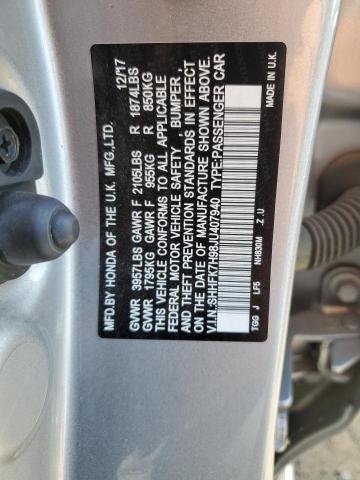 MFD.BY HONDA OF THE U.K. MFG.,LTD. 12/17
GVWR 3957LBS GAWR F 2105LBS R 1874LBS
GVWR 1795KG GAWR F 955KG R 850KG
THIS VEHICLE CONFORMS TO ALL APPLICABLE
FEDERAL MOTOR VEHICLE SAFETY , BUMPER ,
AND THEFT PREVENTION STANDARDS IN EFFECT
ON THE DATE OF MANUFACTURE SHOWN ABOVE.
V.I.N.:SHHFK7H98JU407940 TYPE:PASSENGER CAR
TGG J LF5 NH830M .Z.U MADE IN U.K.